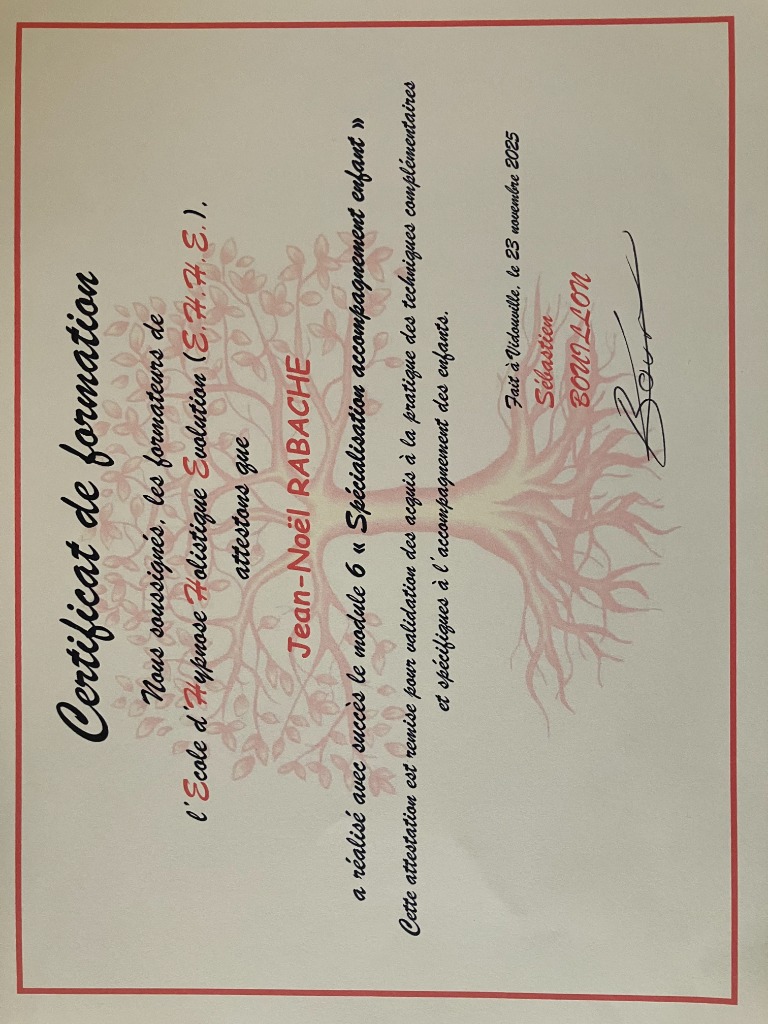 Certificat de formation
Nous soussignés, les formateurs de
l'Ecole d'Hypnose Holistique Evolution (E.H.H.E.).
attestons que
Jean-Noël RABACHE
a réalisé avec succès le module 6 « Spécialisation accompagnement enfant »
Cette attestation est remise pour validation des acquis à la pratique des techniques complémentaires
et spécifiques à l'accompagnement des enfants.
Fait à Vidouville, le 23 novembre 2025
Sébastien
BOUILLON